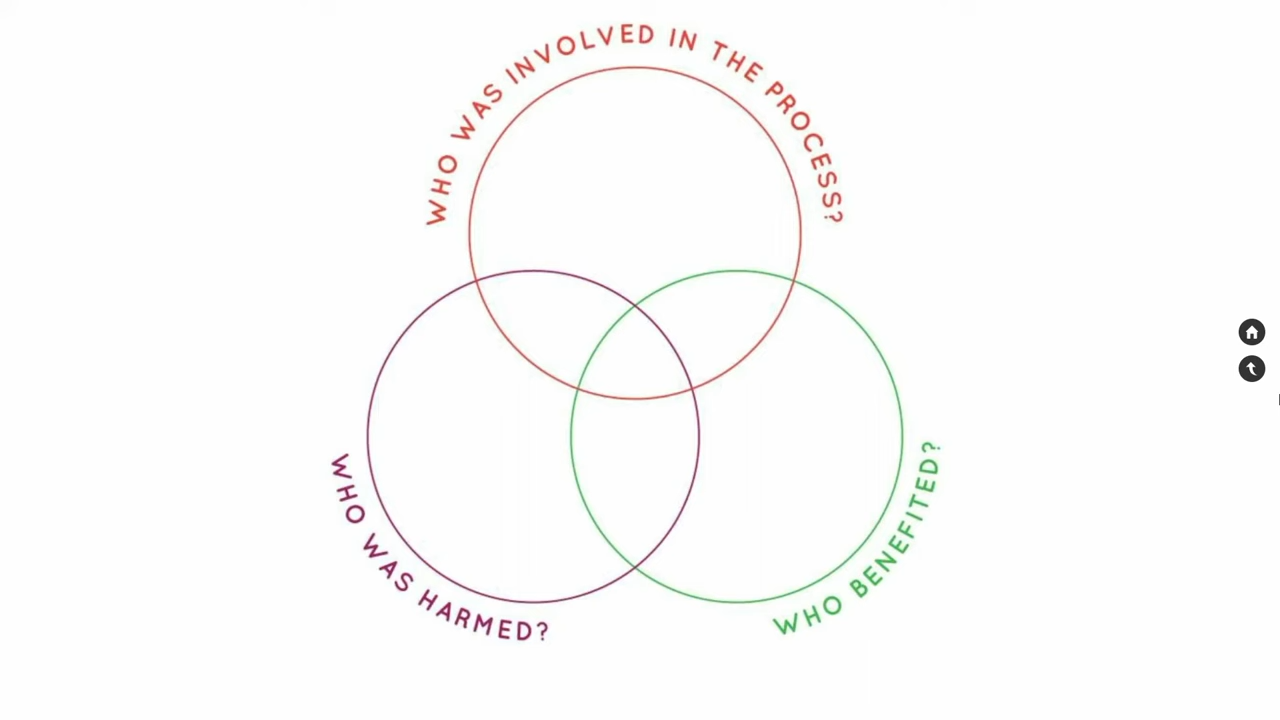 WHO WAS INVOLVED IN THE PROCESS?
WHO WAS HARMED?
WHO BENEFITED?